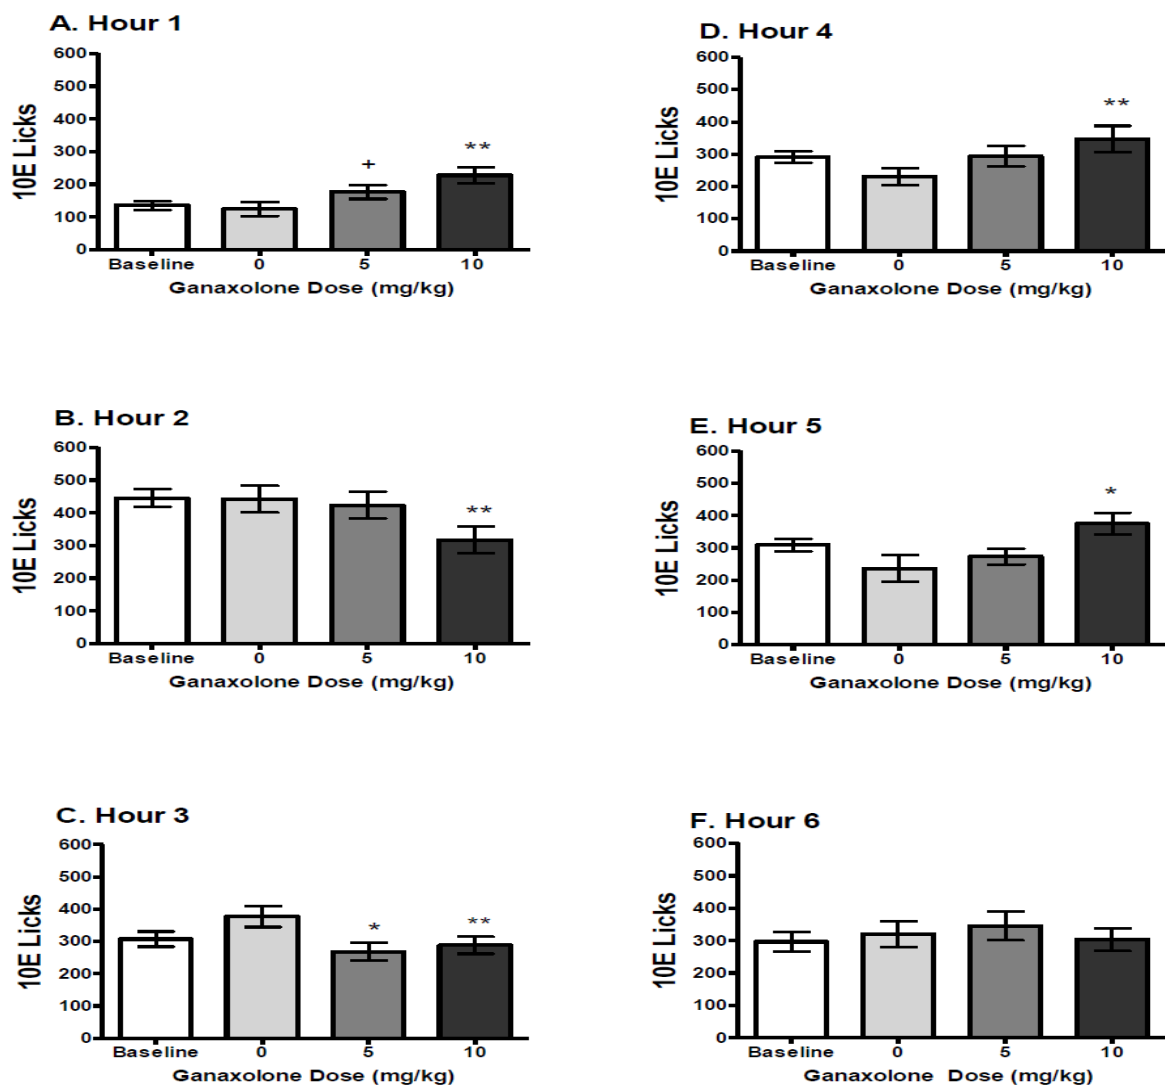 A. Hour 1
10E Licks
600
500
400
300
200
100
0
+
**
Baseline 0 5 10
Ganaxolone Dose (mg/kg)
B. Hour 2
10E Licks
600
500
400
300
200
100
0
**
Baseline 0 5 10
Ganaxolone Dose (mg/kg)
C. Hour 3
10E Licks
600
500
400
300
200
100
0
*
**
Baseline 0 5 10
Ganaxolone Dose (mg/kg)
D. Hour 4
10E Licks
600
500
400
300
200
100
0
**
Baseline 0 5 10
Ganaxolone Dose (mg/kg)
E. Hour 5
10E Licks
600
500
400
300
200
100
0
*
Baseline 0 5 10
Ganaxolone Dose (mg/kg)
F. Hour 6
10E Licks
600
500
400
300
200
100
0
Baseline 0 5 10
Ganaxolone Dose (mg/kg)